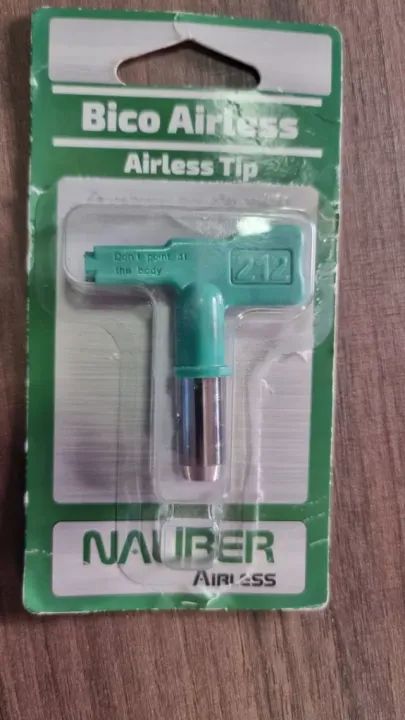 Bico Airless
Airless Tip
Don't point at
the body
212
NAUBER
AIRLESS